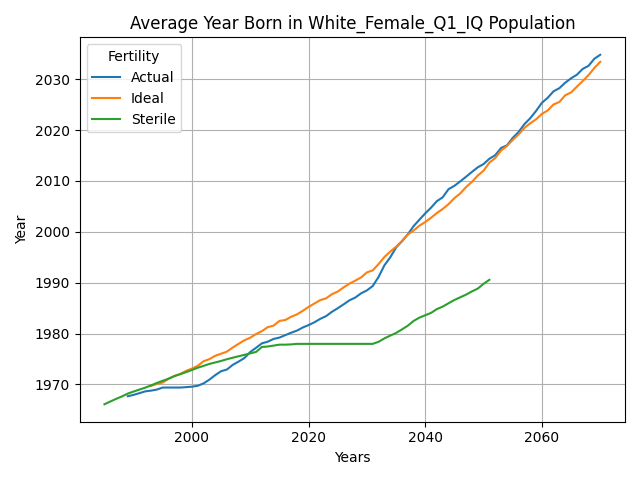 Average Year Born in White_Female_Q1_IQ Population
Fertility
Actual
Ideal
Sterile
2030
2020
2010
2000
1990
1980
1970
Year
2000 2020 2040 2060
Years